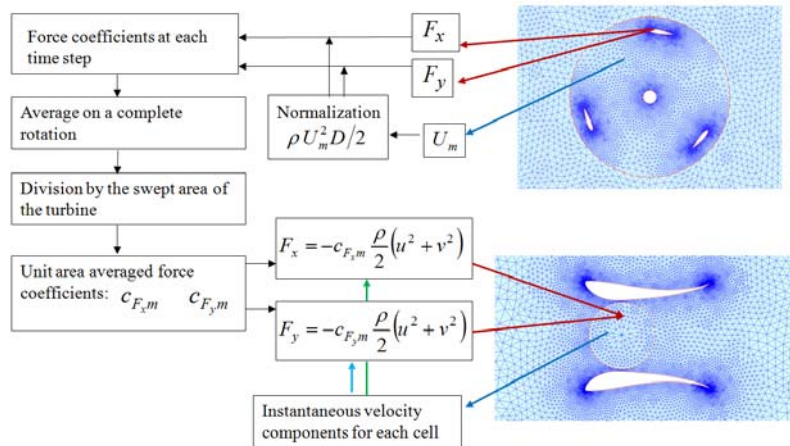 Force coefficients at each
time step
F_x
F_y
Normalization
ρ U_m^2 D/2
U_m
Average on a complete
rotation
Division by the swept area of
the turbine
Unit area averaged force
coefficients: c_{F_x m} c_{F_y m}
F_x = −c_{F_x m} ρ/2 (u^2 + v^2)
F_y = −c_{F_y m} ρ/2 (u^2 + v^2)
Instantaneous velocity
components for each cell